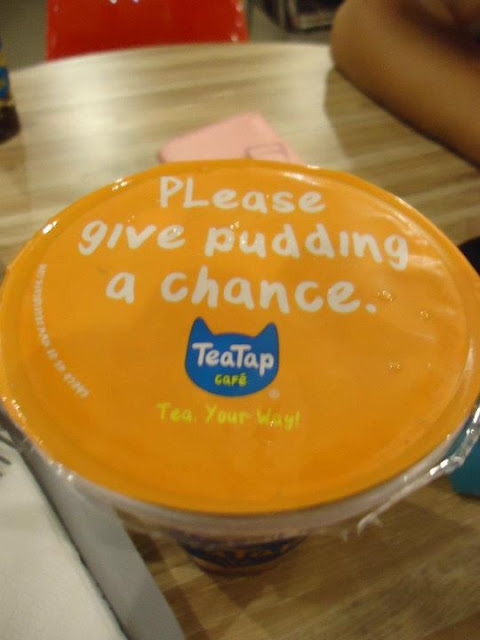 PLease
give pudding
a chance.
TeaTap
café
Tea. Your Way!